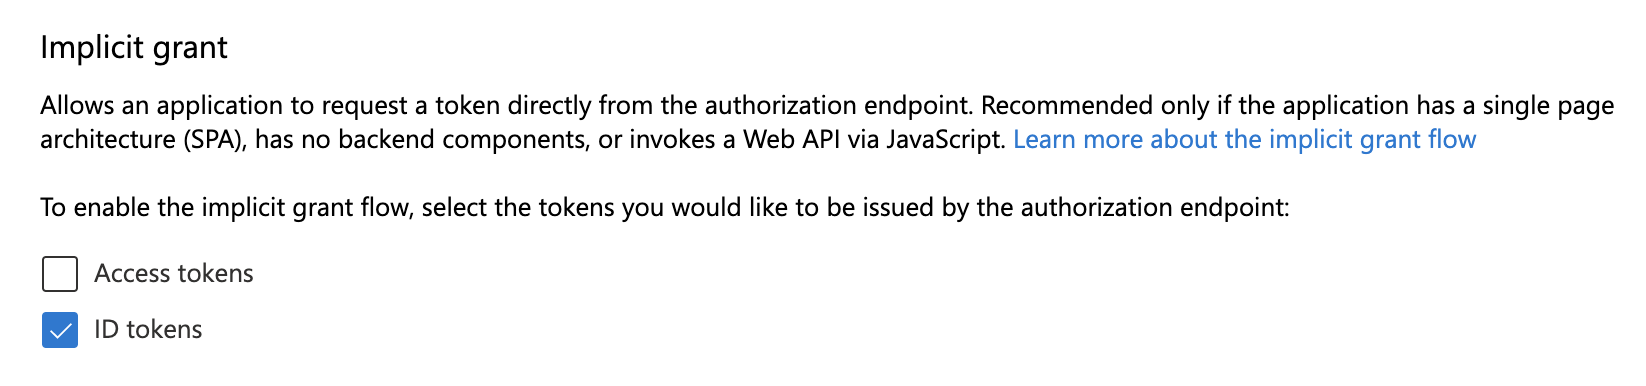 Implicit grant
Allows an application to request a token directly from the authorization endpoint. Recommended only if the application has a single page
architecture (SPA), has no backend components, or invokes a Web API via JavaScript. Learn more about the implicit grant flow
To enable the implicit grant flow, select the tokens you would like to be issued by the authorization endpoint:
Access tokens
ID tokens